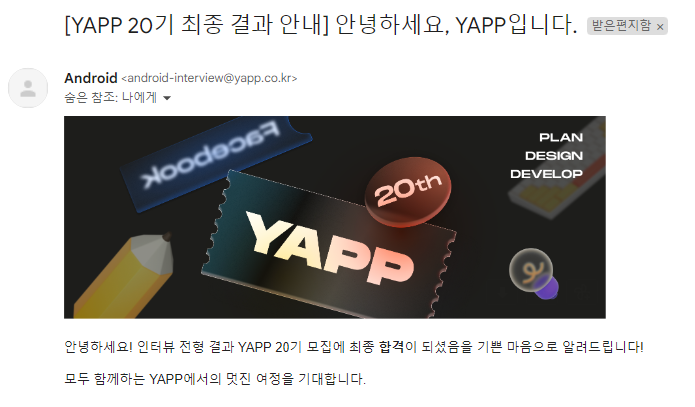 [YAPP 20기 최종 결과 안내] 안녕하세요, YAPP입니다. 받은편지함 ×
Android <android-interview@yapp.co.kr>
숨은 참조: 나에게
PLAN
DESIGN
DEVELOP
Facebook
20th
YAPP
안녕하세요! 인터뷰 전형 결과 YAPP 20기 모집에 최종 합격이 되셨음을 기쁜 마음으로 알려드립니다!
모두 함께하는 YAPP에서의 멋진 여정을 기대합니다.